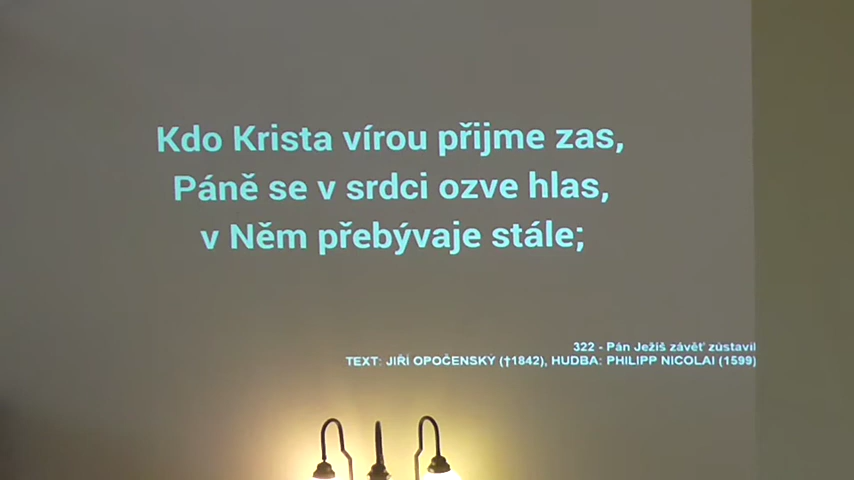 Kdo Krista vírou přijme zas,
Páně se v srdci ozve hlas,
v Něm přebývaje stále;
322 - Pán Ježiš závěť zůstavil
TEXT: JIŘÍ OPOČENSKÝ (†1842), HUDBA: PHILIPP NICOLAI (1599)